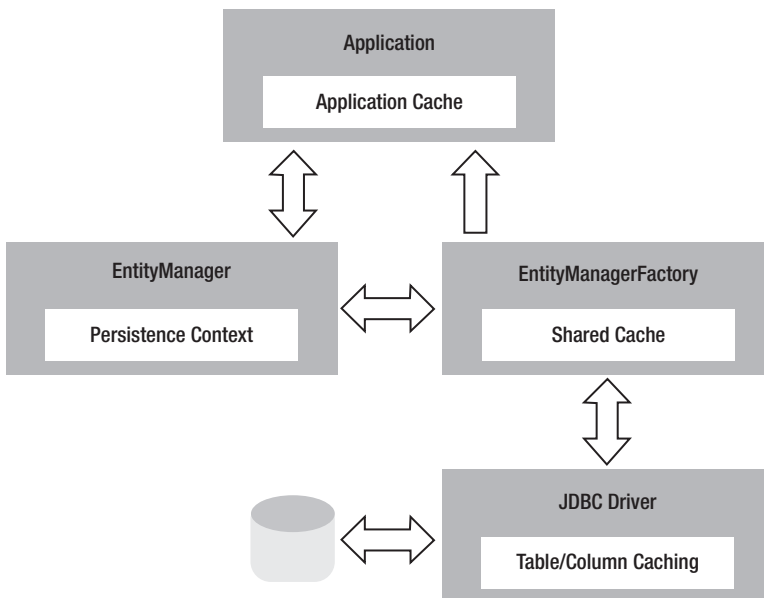 Application
Application Cache
EntityManager
Persistence Context
EntityManagerFactory
Shared Cache
JDBC Driver
Table/Column Caching